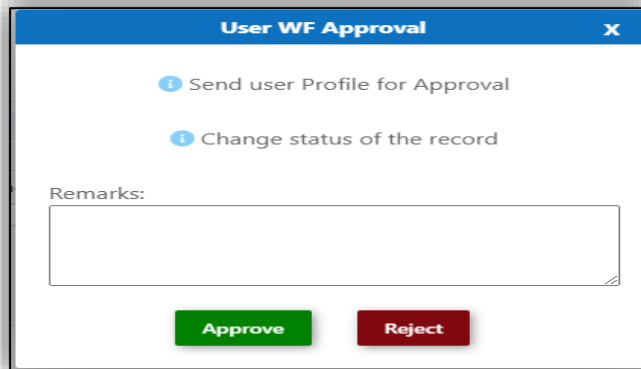 User WF Approval x
Send user Profile for Approval
Change status of the record
Remarks:
Approve Reject